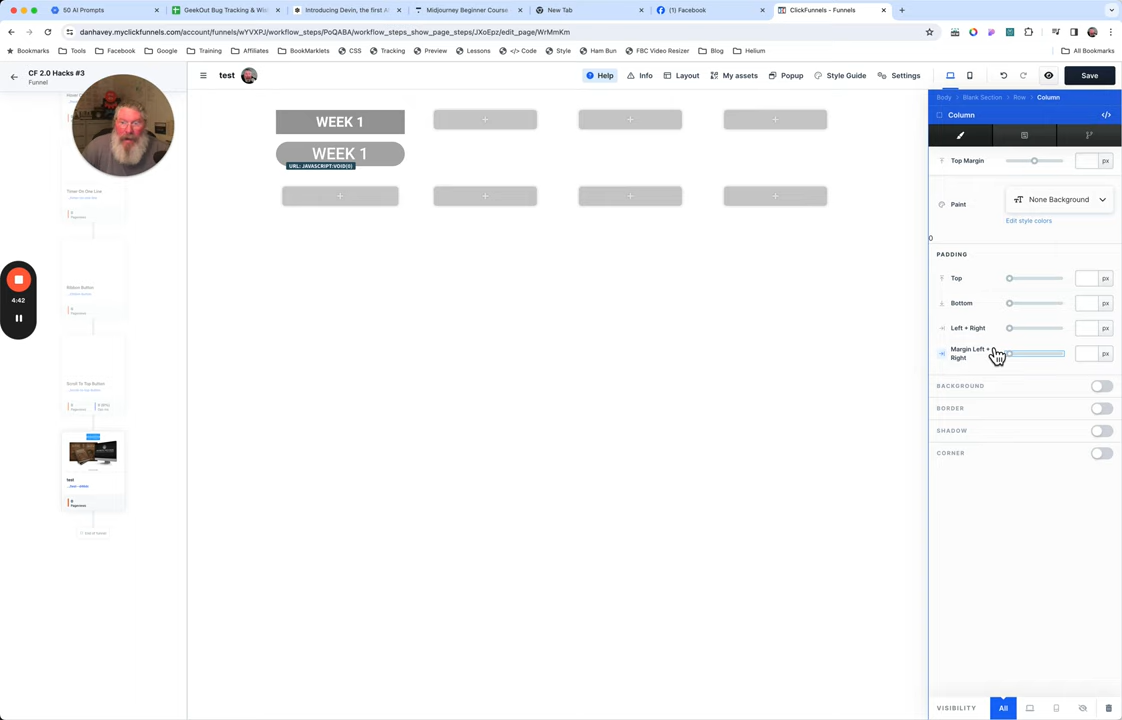 50 AI Prompts
GeekOut Bug Tracking & Wis
Introducing Devin, the first AI
Midjourney Beginner Course
New Tab
(1) Facebook
ClickFunnels - Funnels
danhavey.myclickfunnels.com/account/funnels/wYVXPJ/workflow_steps/PoQABA/workflow_steps_show_page_steps/JXoEpz/edit_page/WrMmKm
Bookmarks
Tools
Facebook
Google
Training
Affiliates
BookMarklets
CSS
Tracking
Preview
Lessons
</> Code
Ski
Ham Bun
FBC Video Resizer
Blog
Helium
All Bookmarks
CF 2.0 Hacks #3
Funnel
test
Help
Info
Layout
My assets
Popup
Style Guide
Settings
Save
Body
Blank Section
Row
Column
Column
</>
WEEK 1
WEEK 1
URL: JAVASCRIPT:VOID(0)
Top Margin
px
Paint
None Background
Edit style colors
0
PADDING
Top
px
Bottom
px
Left + Right
px
Margin Left +
Right
px
BACKGROUND
BORDER
SHADOW
CORNER
VISIBILITY
All
4:42
Timer On One Line
Ribbon Button
Scroll To Top Button
test